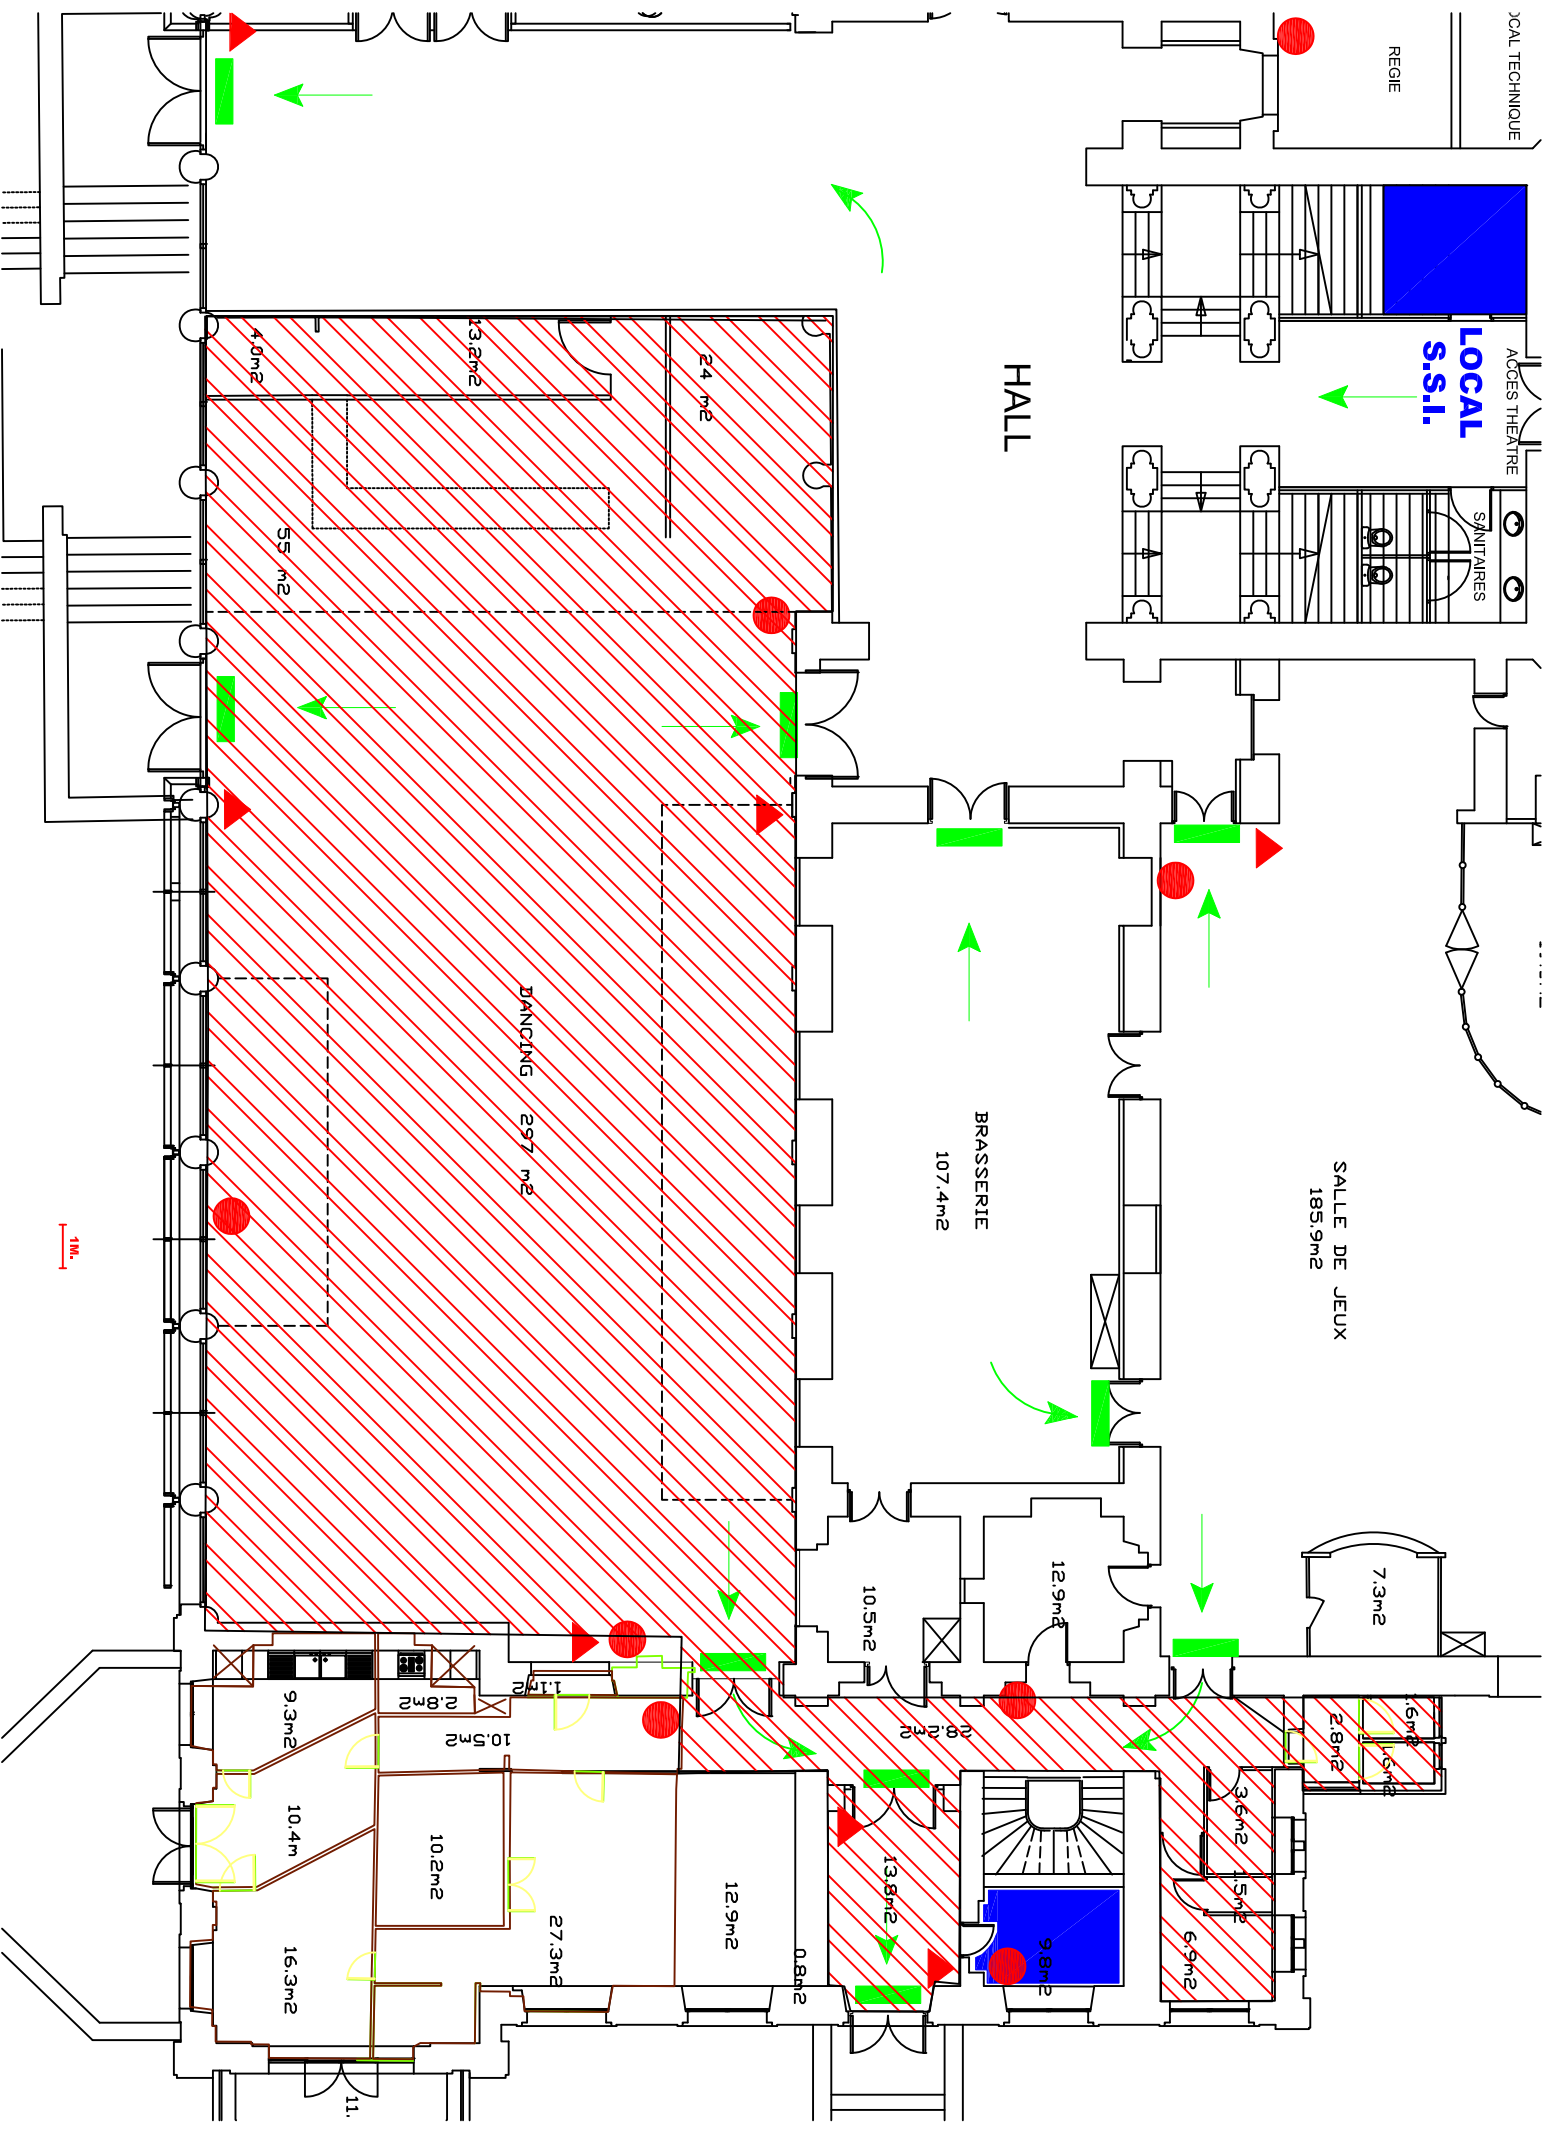 OCAL TECHNIQUE
REGIE
LOCAL
S.S.I.
ACCES THEATRE
SANITAIRES
HALL
4.0m2
13.2m2
24 m2
55 m2
DANCING 297 m2
BRASSERIE
107.4m2
SALLE DE JEUX
185.9m2
1M.
7.3m2
12.9m2
10.5m2
1.1m2
2.8m2
9.3m2
10.5m2
28.2m2
2.8m2
3.6m2
1.5m2
6.9m2
10.4m
10.2m2
12.9m2
13.8m2
27.3m2
0.8m2
9.8m2
16.3m2
11.